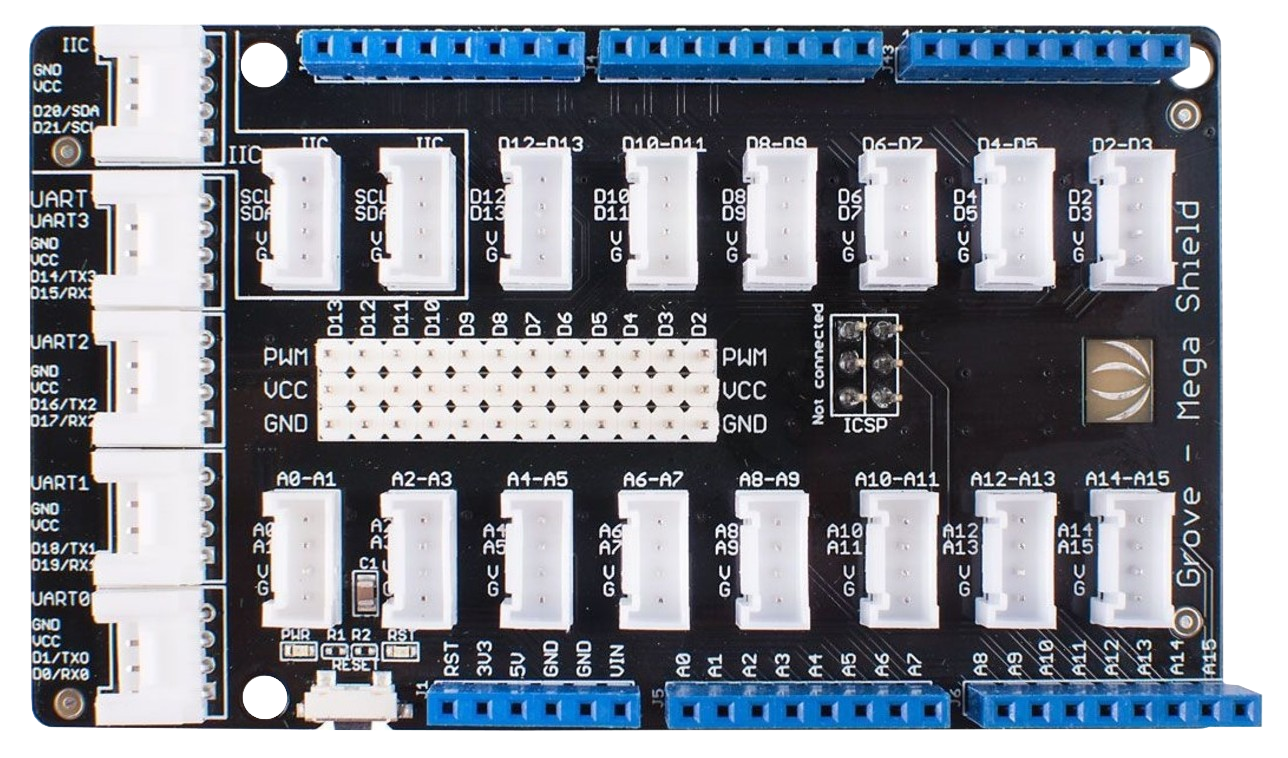 IIC
GND
VCC
D20/SDA
D21/SCL
J4
J43
IIC
IIC
IIC
D12-D13
D10-D11
D8-D9
D6-D7
D4-D5
D2-D3
SCL
SDA
V
G
SCL
SDA
V
G
D12
D13
V
G
D10
D11
V
G
D8
D9
V
G
D6
D7
V
G
D4
D5
V
G
D2
D3
V
G
UART
UART3
GND
VCC
D14/TX3
D15/RX3
UART2
GND
VCC
D16/TX2
D17/RX2
UART1
GND
VCC
D18/TX1
D19/RX1
UART0
GND
VCC
D1/TX0
D0/RX0
D13 D12 D11 D10 D9 D8 D7 D6 D5 D4 D3 D2
PWM PWM
VCC VCC
GND GND
Not connected
ICSP
Grove - Mega Shield
A0-A1
A2-A3
A4-A5
A6-A7
A8-A9
A10-A11
A12-A13
A14-A15
A0
A1
V
G
A4
A5
V
G
A6
A7
V
G
A8
A9
V
G
A10
A11
V
G
A12
A13
V
G
A14
A15
V
G
C1
PWR R1 R2 RST
RESET
J1
RST 3V3 5V GND GND VIN
J5
A0 A1 A2 A3 A4 A5 A6 A7
J6
A8 A9 A10 A11 A12 A13 A14 A15